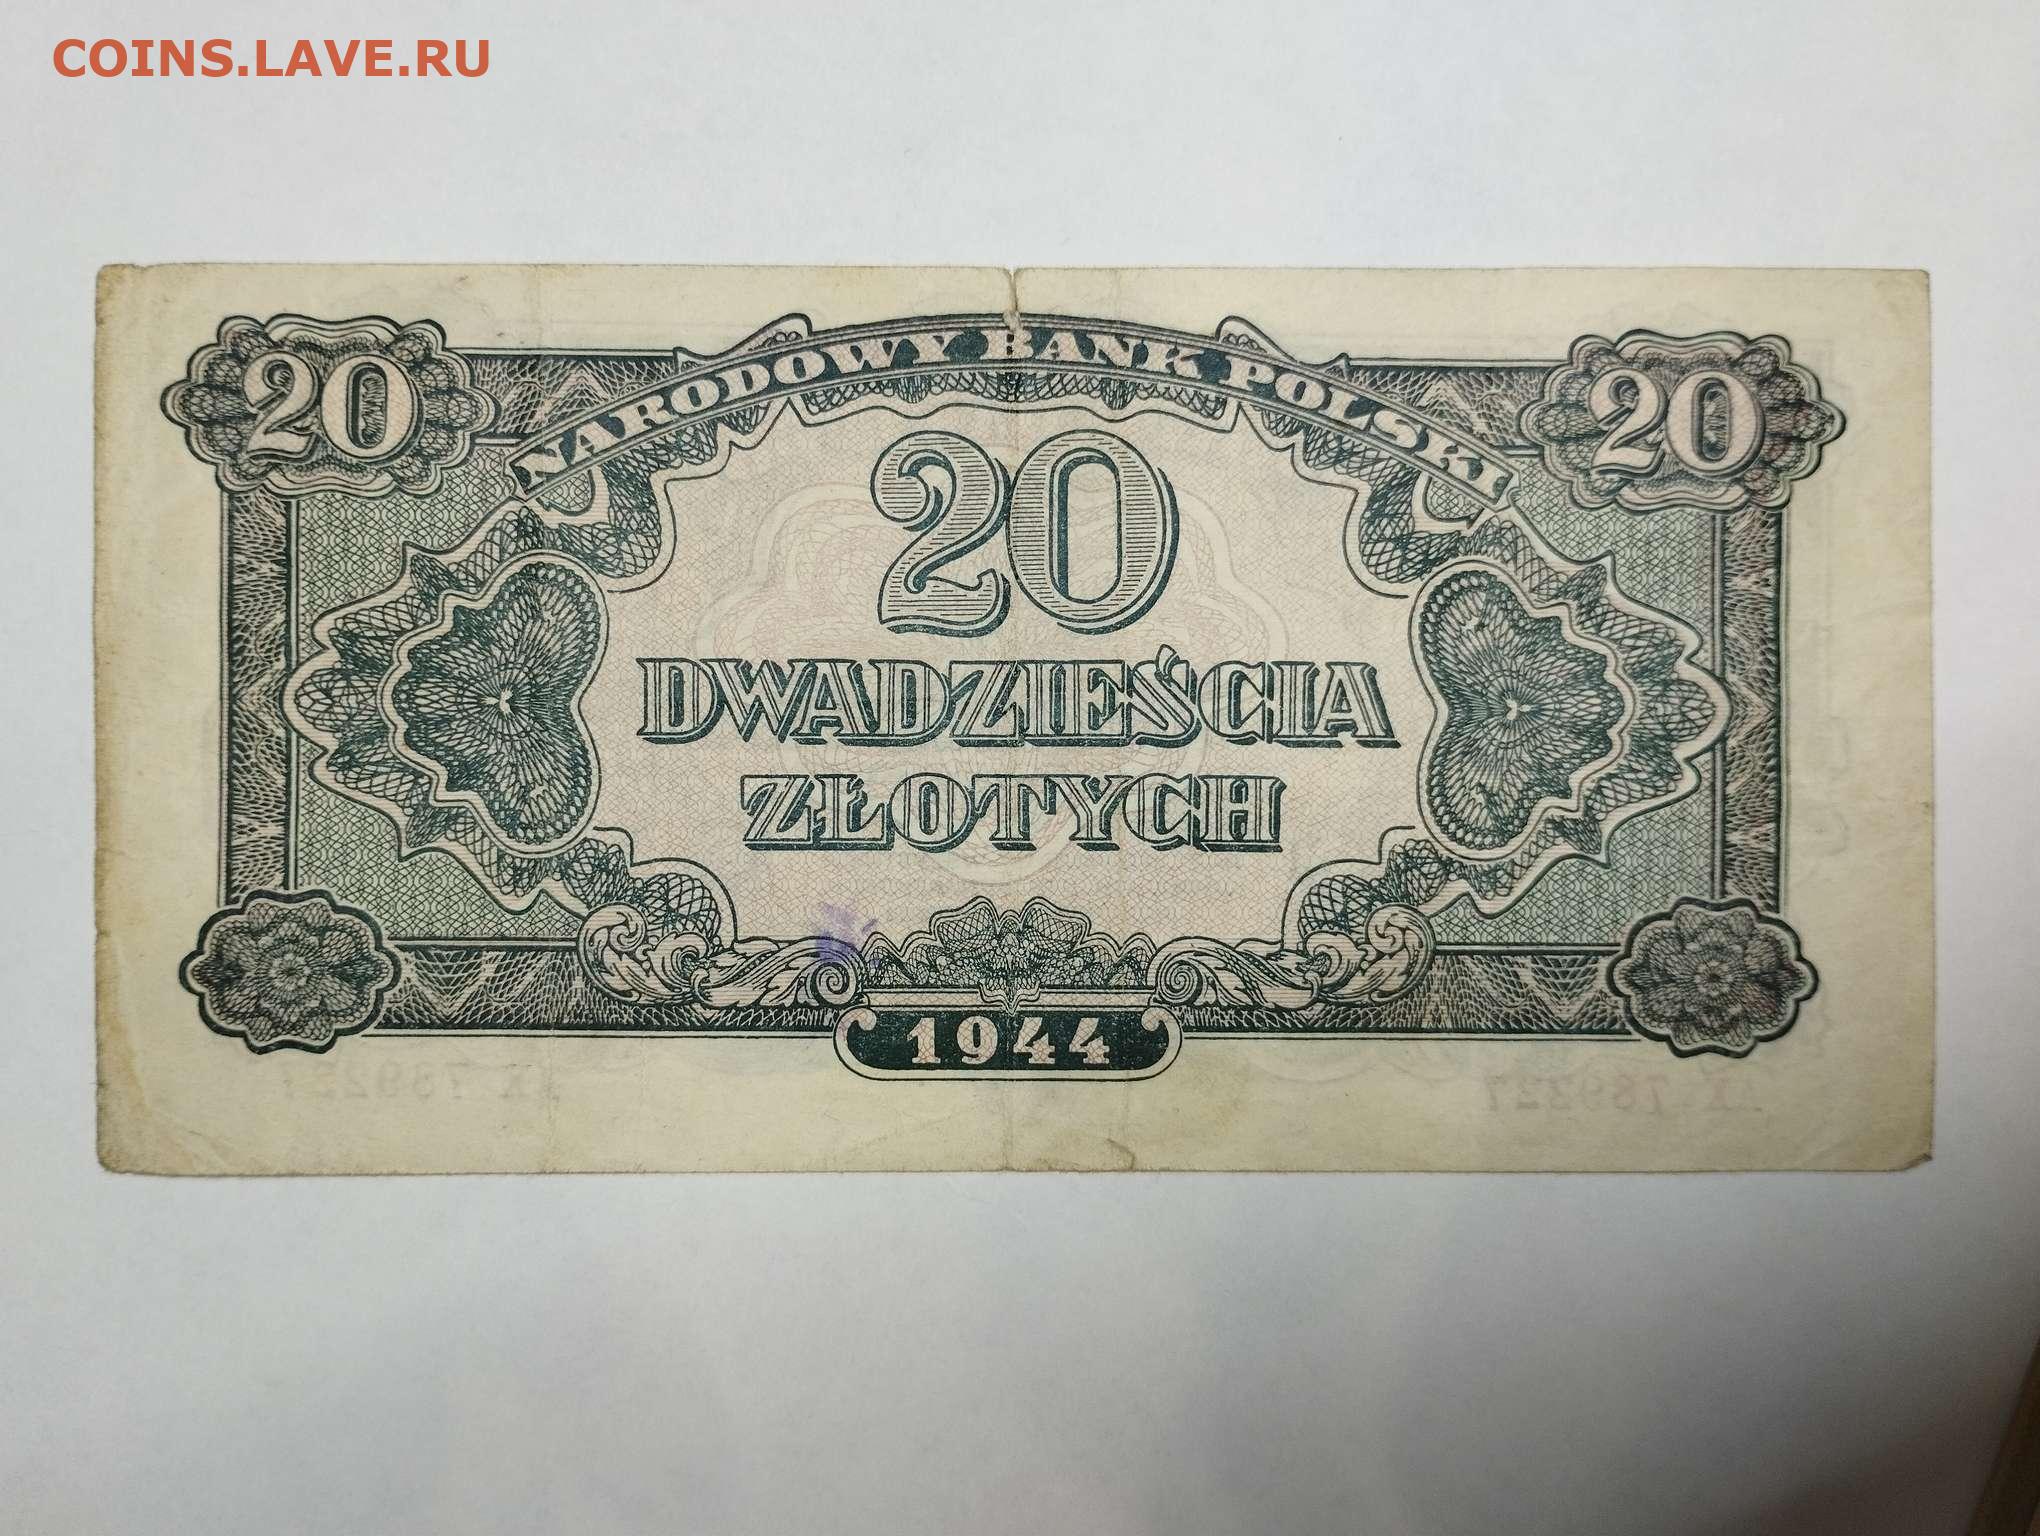 COINS.LAVE.RU
NARODOWY BANK POLSKI
20 20
20
DWADZIEŚCIA
ZŁOTYCH
1944